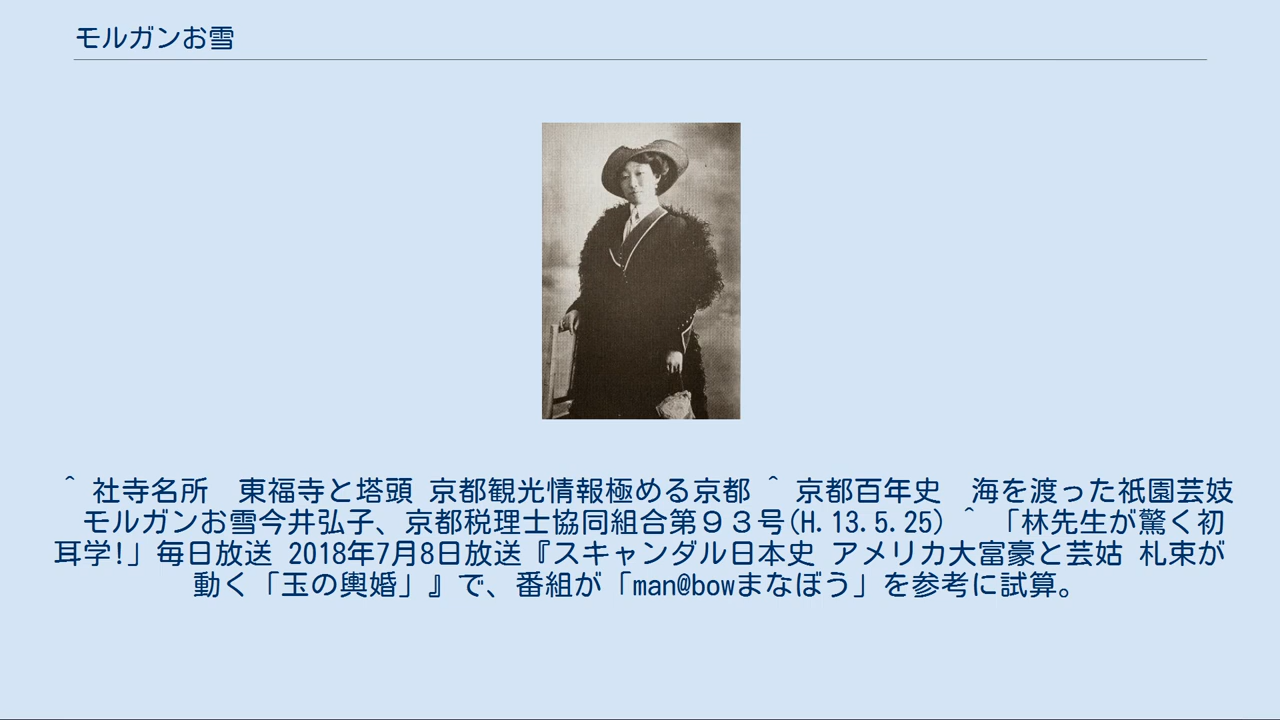 モルガンお雪
^ 社寺名所　東福寺と塔頭 京都観光情報極める京都 ^ 京都百年史　海を渡った祇園芸妓
モルガンお雪今井弘子、京都税理士協同組合第９３号(H.13.5.25) ^ 「林先生が驚く初
耳学!」毎日放送 2018年7月8日放送『スキャンダル日本史 アメリカ大富豪と芸姑 札束が
動く「玉の輿婚」』で、番組が「man@bowまなぼう」を参考に試算。